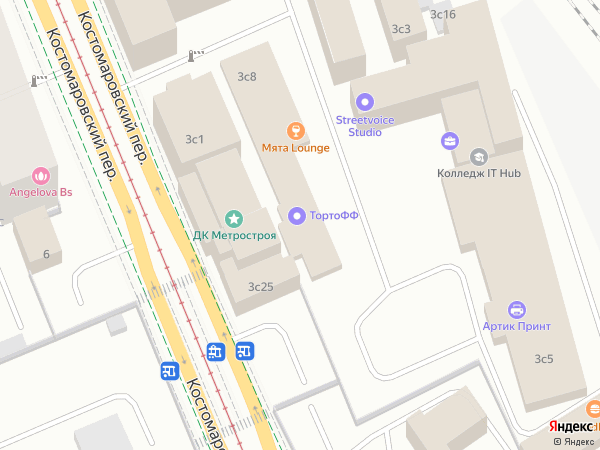 3с16
3с3
Костомаровский пер.
Костомаровский пер.
3с8
Streetvoice
Studio
3с1
Мята Lounge
Колледж IT Hub
Angelova Bs
ТортоФФ
ДК Метростроя
6
3с25
Артик Принт
3с5
Яндекс
© Яндекс